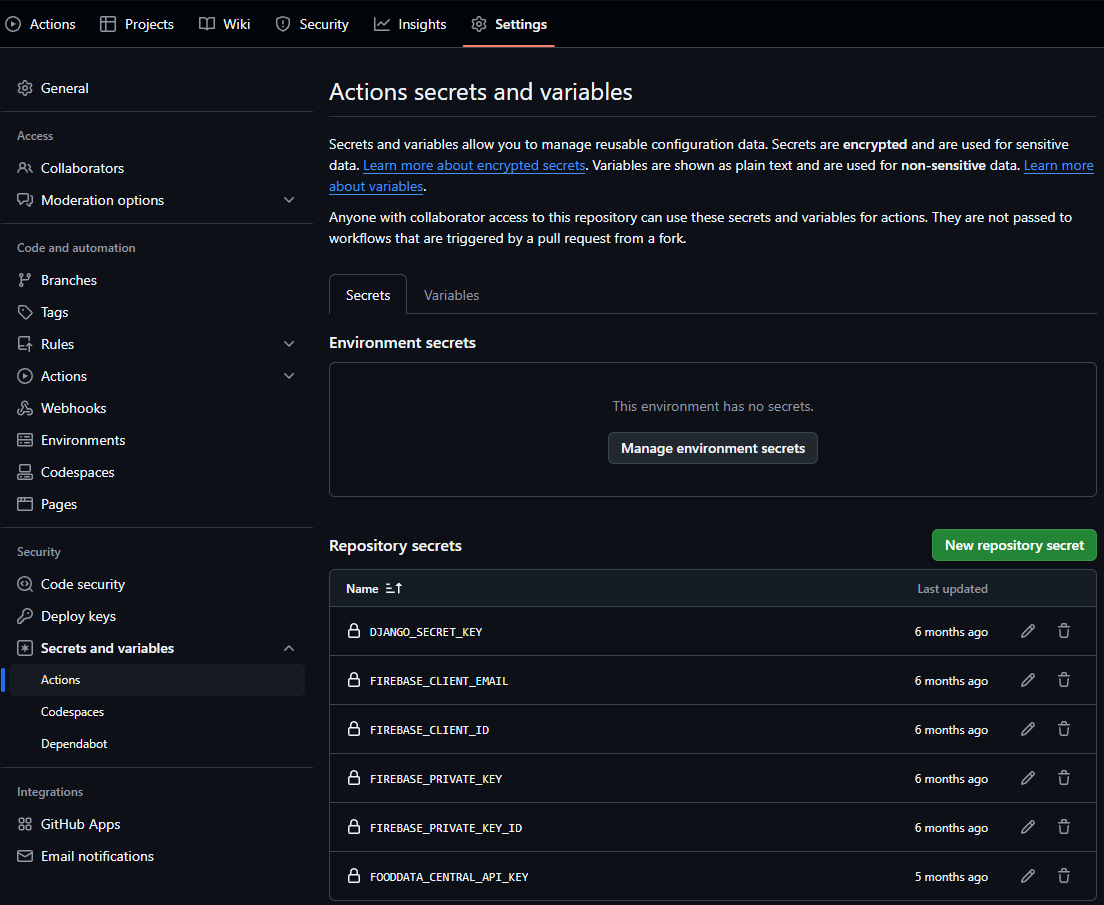 Actions Projects Wiki Security Insights Settings
General
Access
Collaborators
Moderation options
Code and automation
Branches
Tags
Rules
Actions
Webhooks
Environments
Codespaces
Pages
Security
Code security
Deploy keys
Secrets and variables
Actions
Codespaces
Dependabot
Integrations
GitHub Apps
Email notifications
Actions secrets and variables
Secrets and variables allow you to manage reusable configuration data. Secrets are encrypted and are used for sensitive
data. Learn more about encrypted secrets. Variables are shown as plain text and are used for non-sensitive data. Learn more
about variables.
Anyone with collaborator access to this repository can use these secrets and variables for actions. They are not passed to
workflows that are triggered by a pull request from a fork.
Secrets Variables
Environment secrets
This environment has no secrets.
Manage environment secrets
Repository secrets New repository secret
Name Last updated
DJANGO_SECRET_KEY 6 months ago
FIREBASE_CLIENT_EMAIL 6 months ago
FIREBASE_CLIENT_ID 6 months ago
FIREBASE_PRIVATE_KEY 6 months ago
FIREBASE_PRIVATE_KEY_ID 6 months ago
FOODDATA_CENTRAL_API_KEY 5 months ago